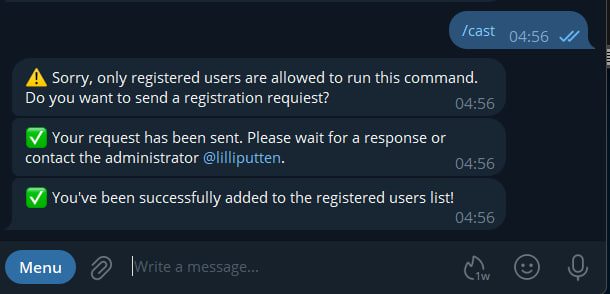 /cast 04:56
⚠️ Sorry, only registered users are allowed to run this command.
Do you want to send a registration requiest?
04:56
✅ Your request has been sent. Please wait for a response or
contact the administrator @lilliputten.
04:56
✅ You've been successfully added to the registered users list!
04:56
Menu Write a message... 1w